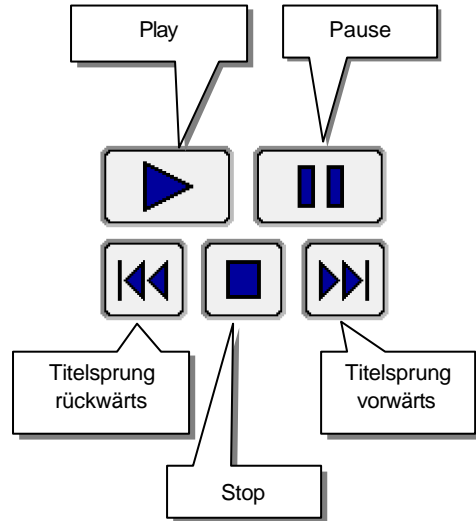 Play
Pause
Titelsprung
rückwärts
Titelsprung
vorwärts
Stop